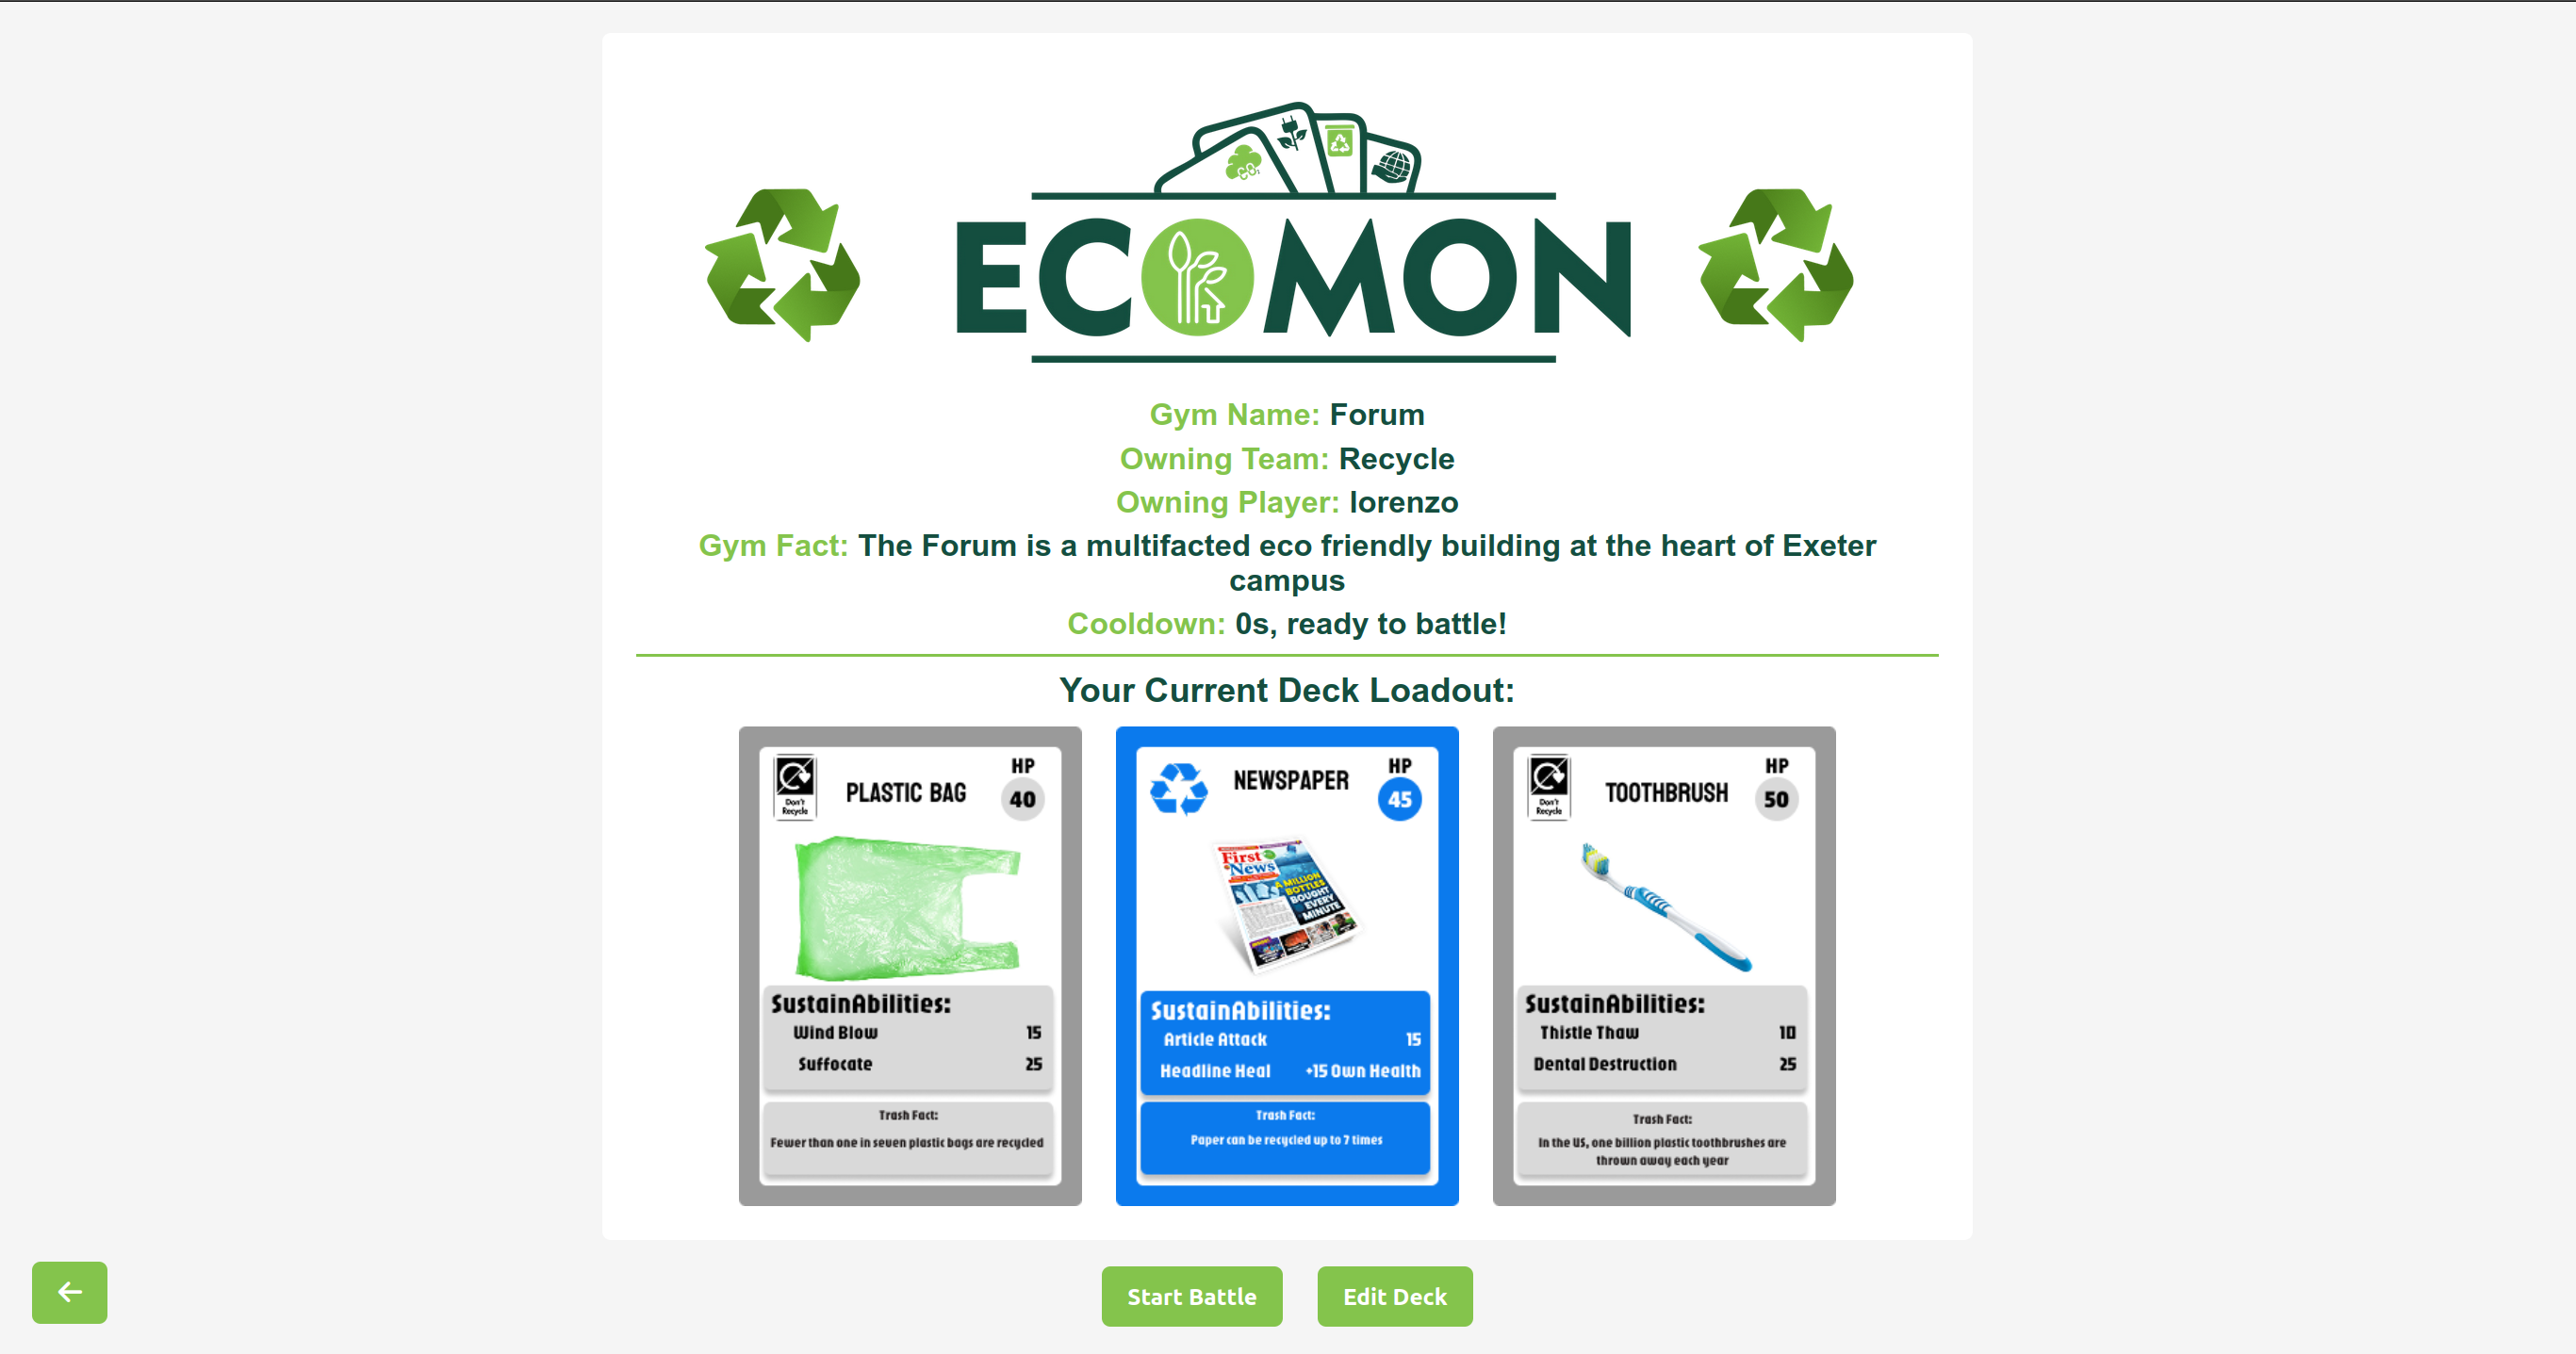 CO₂
ECOMON
Gym Name: Forum
Owning Team: Recycle
Owning Player: lorenzo
Gym Fact: The Forum is a multifacted eco friendly building at the heart of Exeter
campus
Cooldown: 0s, ready to battle!
Your Current Deck Loadout:
Don't
Recycle
PLASTIC BAG
HP
40
SustainAbilities:
Wind Blow 15
Suffocate 25
Trash Fact:
Fewer than one in seven plastic bags are recycled
NEWSPAPER
HP
45
First
News
A MILLION
BOTTLES
BOUGHT
EVERY
MINUTE
SustainAbilities:
Article Attack 15
Headline Heal +15 Own Health
Trash Fact:
Paper can be recycled up to 7 times
Don't
Recycle
TOOTHBRUSH
HP
50
SustainAbilities:
Thistle Thaw 10
Dental Destruction 25
Trash Fact:
In the US, one billion plastic toothbrushes are
thrown away each year
Start Battle
Edit Deck